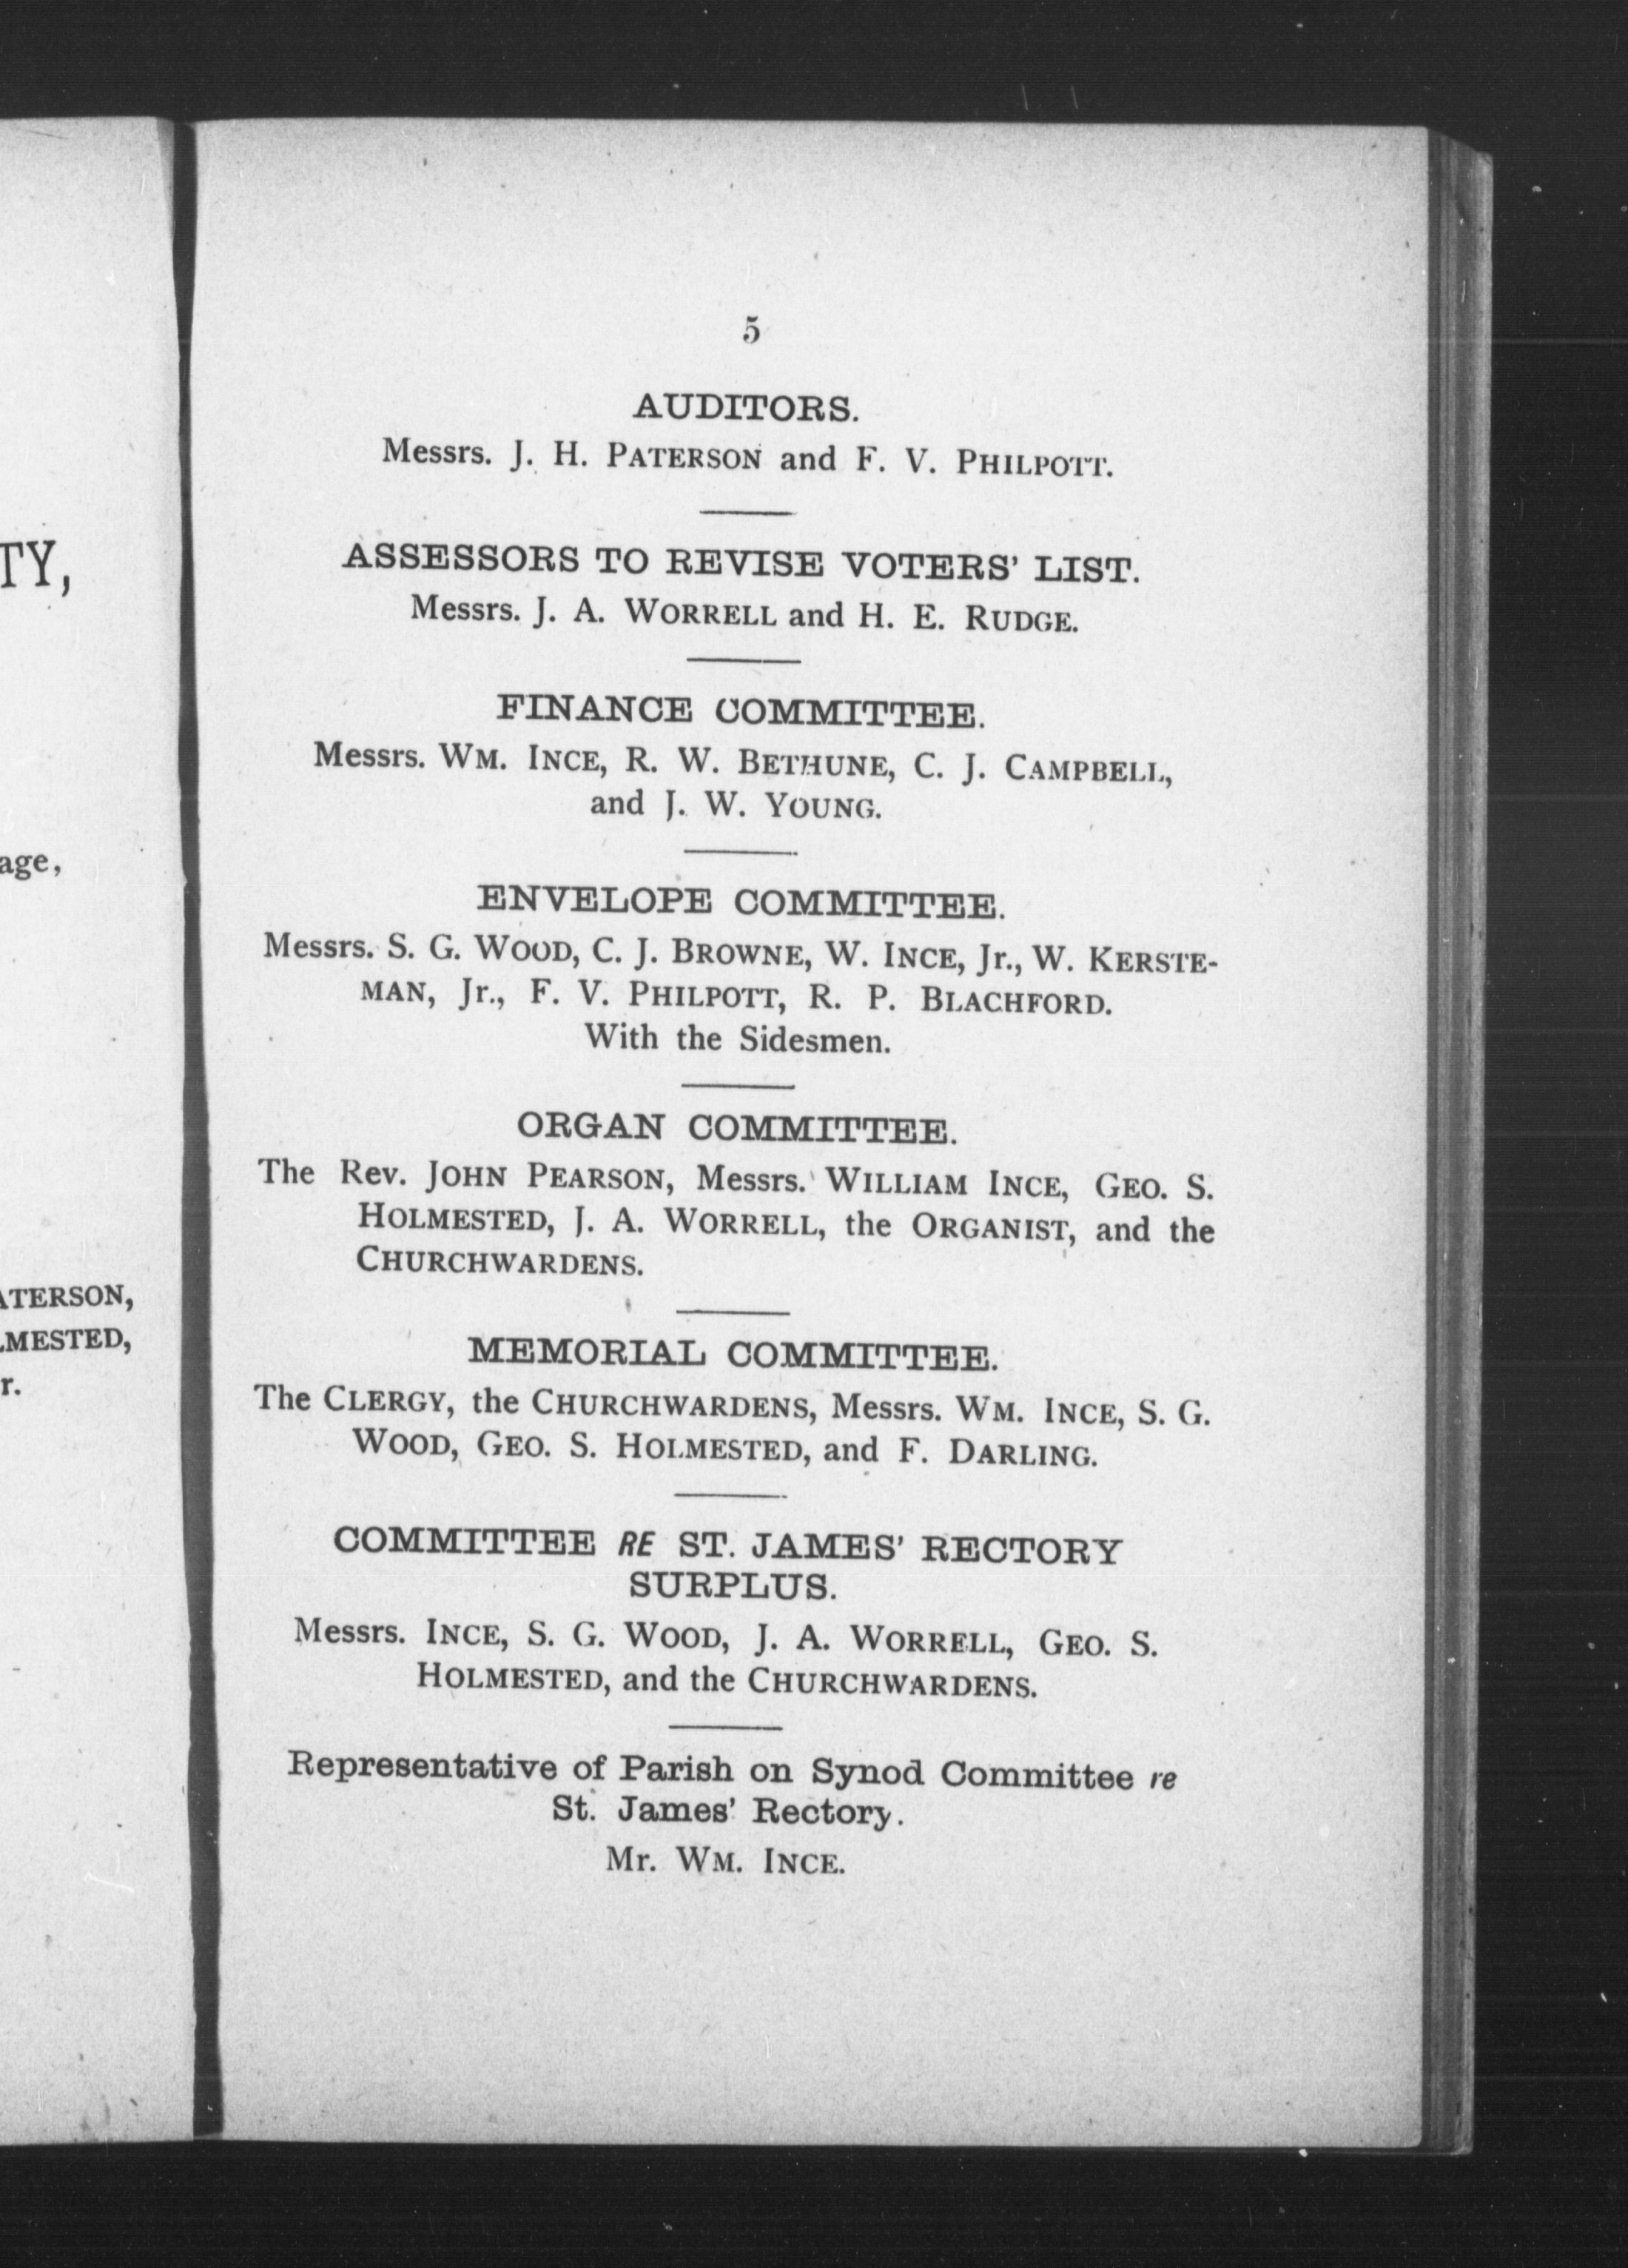 5
AUDITORS.
Messrs. J. H. PATERSON and F. V. PHILPOTT.
ASSESSORS TO REVISE VOTERS' LIST.
Messrs. J. A. WORRELL and H. E. RUDGE.
FINANCE COMMITTEE.
Messrs. WM. INCE, R. W. BETHUNE, C. J. CAMPBELL,
and J. W. YOUNG.
ENVELOPE COMMITTEE.
Messrs. S. G. WOOD, C. J. BROWNE, W. INCE, Jr., W. KERSTE-
MAN, Jr., F. V. PHILPOTT, R. P. BLACHFORD.
With the Sidesmen.
ORGAN COMMITTEE.
The Rev. JOHN PEARSON, Messrs. WILLIAM INCE, GEO. S.
HOLMESTED, J. A. WORRELL, the ORGANIST, and the
CHURCHWARDENS.
MEMORIAL COMMITTEE.
The CLERGY, the CHURCHWARDENS, Messrs. WM. INCE, S. G.
WOOD, GEO. S. HOLMESTED, and F. DARLING.
COMMITTEE RE ST. JAMES' RECTORY
SURPLUS.
Messrs. INCE, S. G. WOOD, J. A. WORRELL, GEO. S.
HOLMESTED, and the CHURCHWARDENS.
Representative of Parish on Synod Committee re
St. James' Rectory.
Mr. WM. INCE.